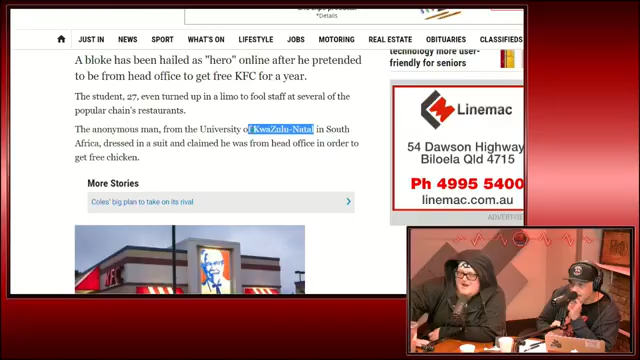 *Details
JUST IN NEWS SPORT WHAT'S ON LIFESTYLE JOBS MOTORING REAL ESTATE OBITUARIES CLASSIFIEDS
A bloke has been hailed as "hero" online after he pretended
to be from head office to get free KFC for a year.
The student, 27, even turned up in a limo to fool staff at several of the
popular chain's restaurants.
The anonymous man, from the University of KwaZulu-Natal in South
Africa, dressed in a suit and claimed he was from head office in order to
get free chicken.
More Stories
Coles' big plan to take on its rival
KFC
technology more
user-friendly for seniors
Linemac
54 Dawson Highway
Biloela Qld 4715
Ph 4995 5400
linemac.com.au